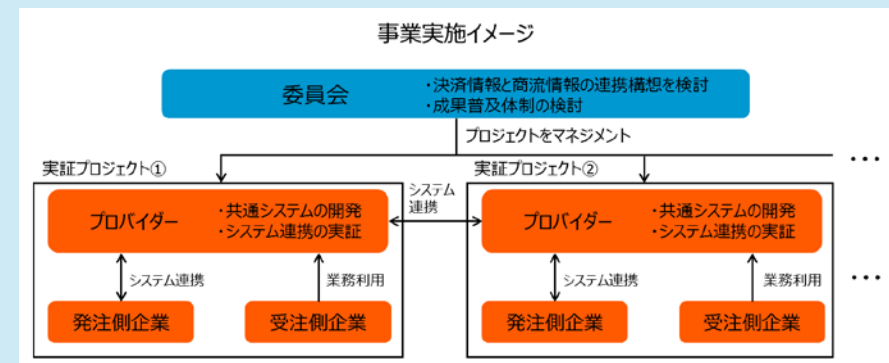 事業実施イメージ
委員会
・決済情報と商流情報の連携構想を検討
・成果普及体制の検討
プロジェクトをマネジメント
…
実証プロジェクト①
実証プロジェクト②
プロバイダー
・共通システムの開発
・システム連携の実証
システム
連携
プロバイダー
・共通システムの開発
・システム連携の実証
システム連携
業務利用
システム連携
業務利用
…
発注側企業
受注側企業
発注側企業
受注側企業